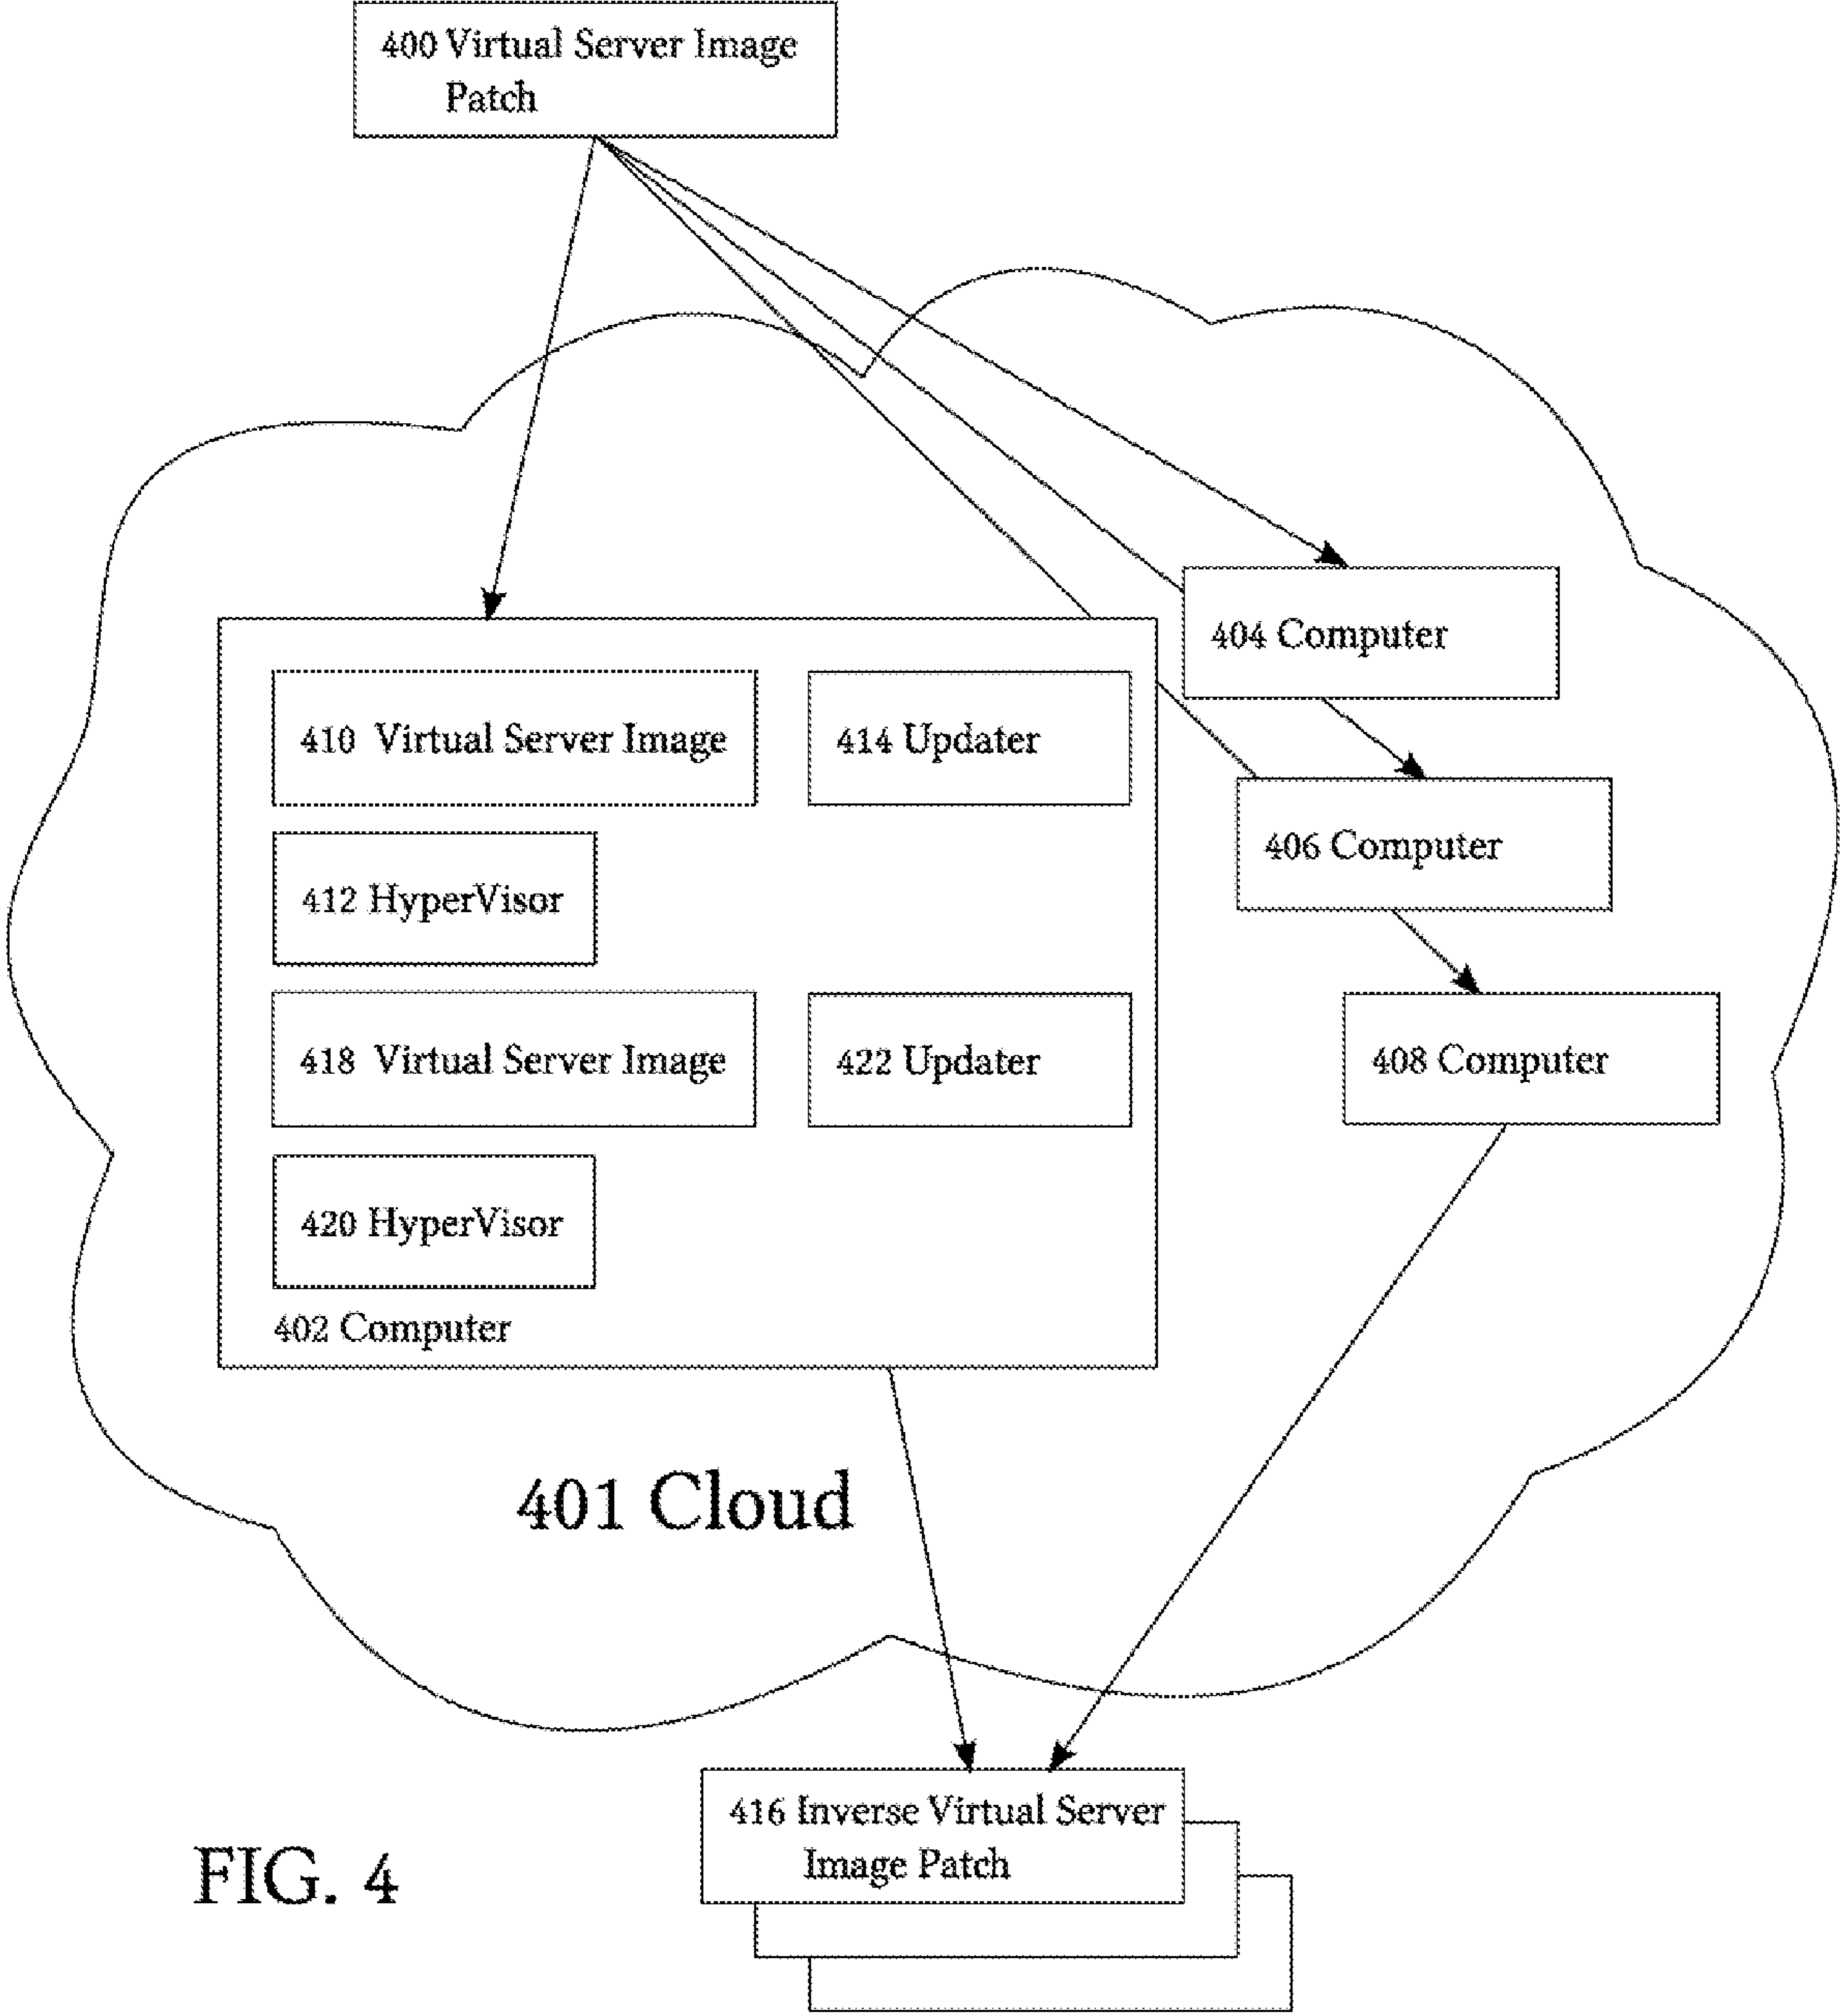 400 Virtual Server Image
Patch
404 Computer
410 Virtual Server Image
414 Updater
406 Computer
412 HyperVisor
418 Virtual Server Image
422 Updater
408 Computer
420 HyperVisor
402 Computer
401 Cloud
416 Inverse Virtual Server
Image Patch
FIG. 4